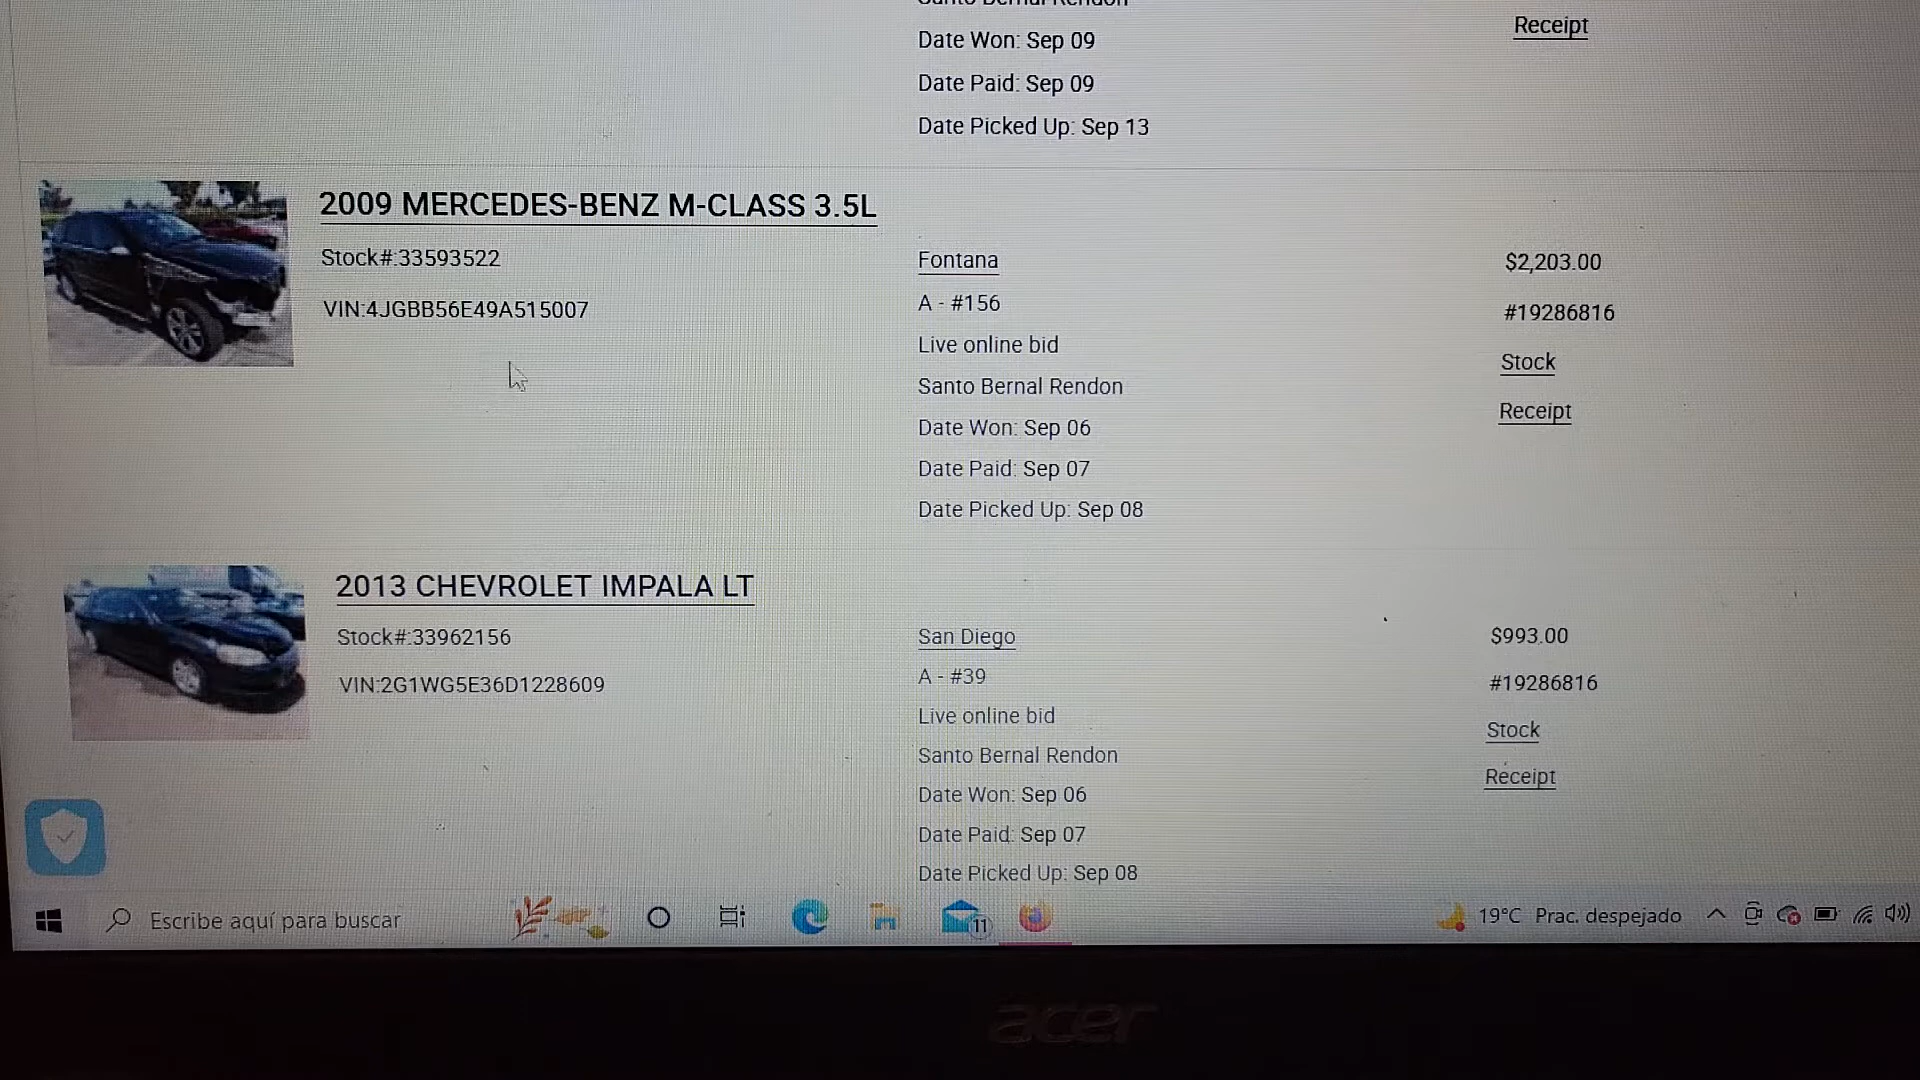 Santo Bernal Rendon
Date Won: Sep 09
Date Paid: Sep 09
Date Picked Up: Sep 13
Receipt
2009 MERCEDES-BENZ M-CLASS 3.5L
Stock#:33593522
VIN:4JGBB56E49A515007
Fontana
A - #156
Live online bid
Santo Bernal Rendon
Date Won: Sep 06
Date Paid: Sep 07
Date Picked Up: Sep 08
$2,203.00
#19286816
Stock
Receipt
2013 CHEVROLET IMPALA LT
Stock#:33962156
VIN:2G1WG5E36D1228609
San Diego
A - #39
Live online bid
Santo Bernal Rendon
Date Won: Sep 06
Date Paid: Sep 07
Date Picked Up: Sep 08
$993.00
#19286816
Stock
Receipt
Escribe aquí para buscar
11
19°C Prac. despejado
acer